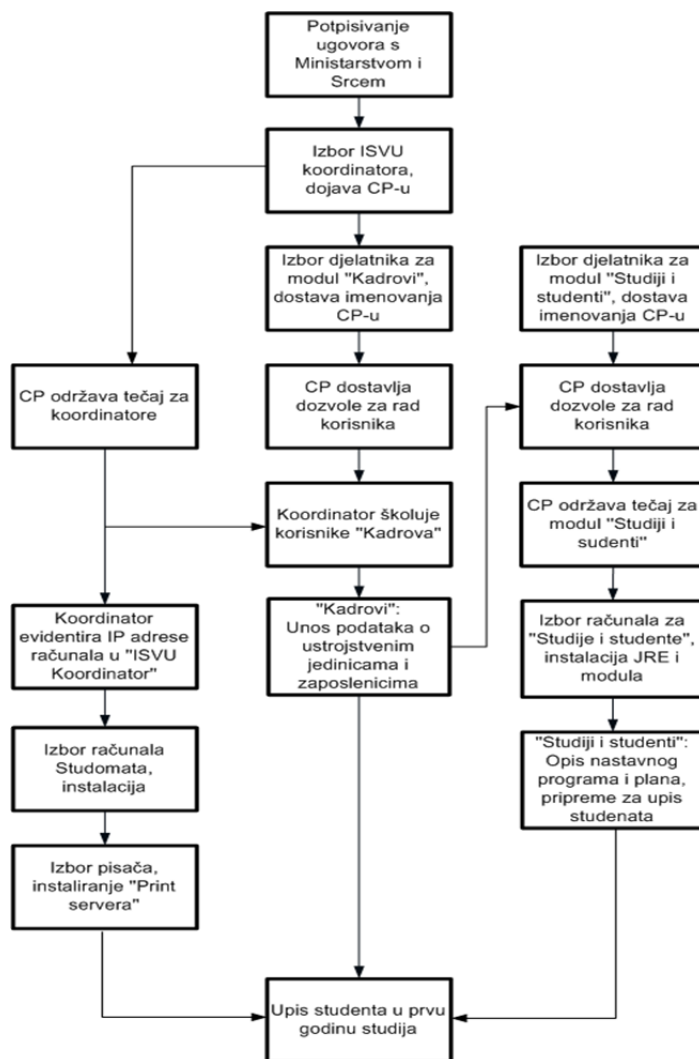 Potpisivanje
ugovora s
Ministarstvom i
Srcem
Izbor ISVU
koordinatora,
dojava CP-u
Izbor djelatnika za
modul "Kadrovi",
dostava imenovanja
CP-u
Izbor djelatnika za
modul "Studiji i
studenti", dostava
imenovanja CP-u
CP održava tečaj za
koordinatore
CP dostavlja
dozvole za rad
korisnika
CP dostavlja
dozvole za rad
korisnika
Koordinator školuje
korisnike "Kadrova"
CP održava tečaj za
modul "Studiji i
sudenti"
Koordinator
evidentira IP adrese
računala u "ISVU
Koordinator"
"Kadrovi":
Unos podataka o
ustrojstvenim
jedinicama i
zaposlenicima
Izbor računala za
"Studije i studente",
instalacija JRE i
modula
Izbor računala
Studomata,
instalacija
"Studiji i studenti":
Opis nastavnog
programa i plana,
pripreme za upis
studenata
Izbor pisača,
instaliranje "Print
servera"
Upis studenta u prvu
godinu studija